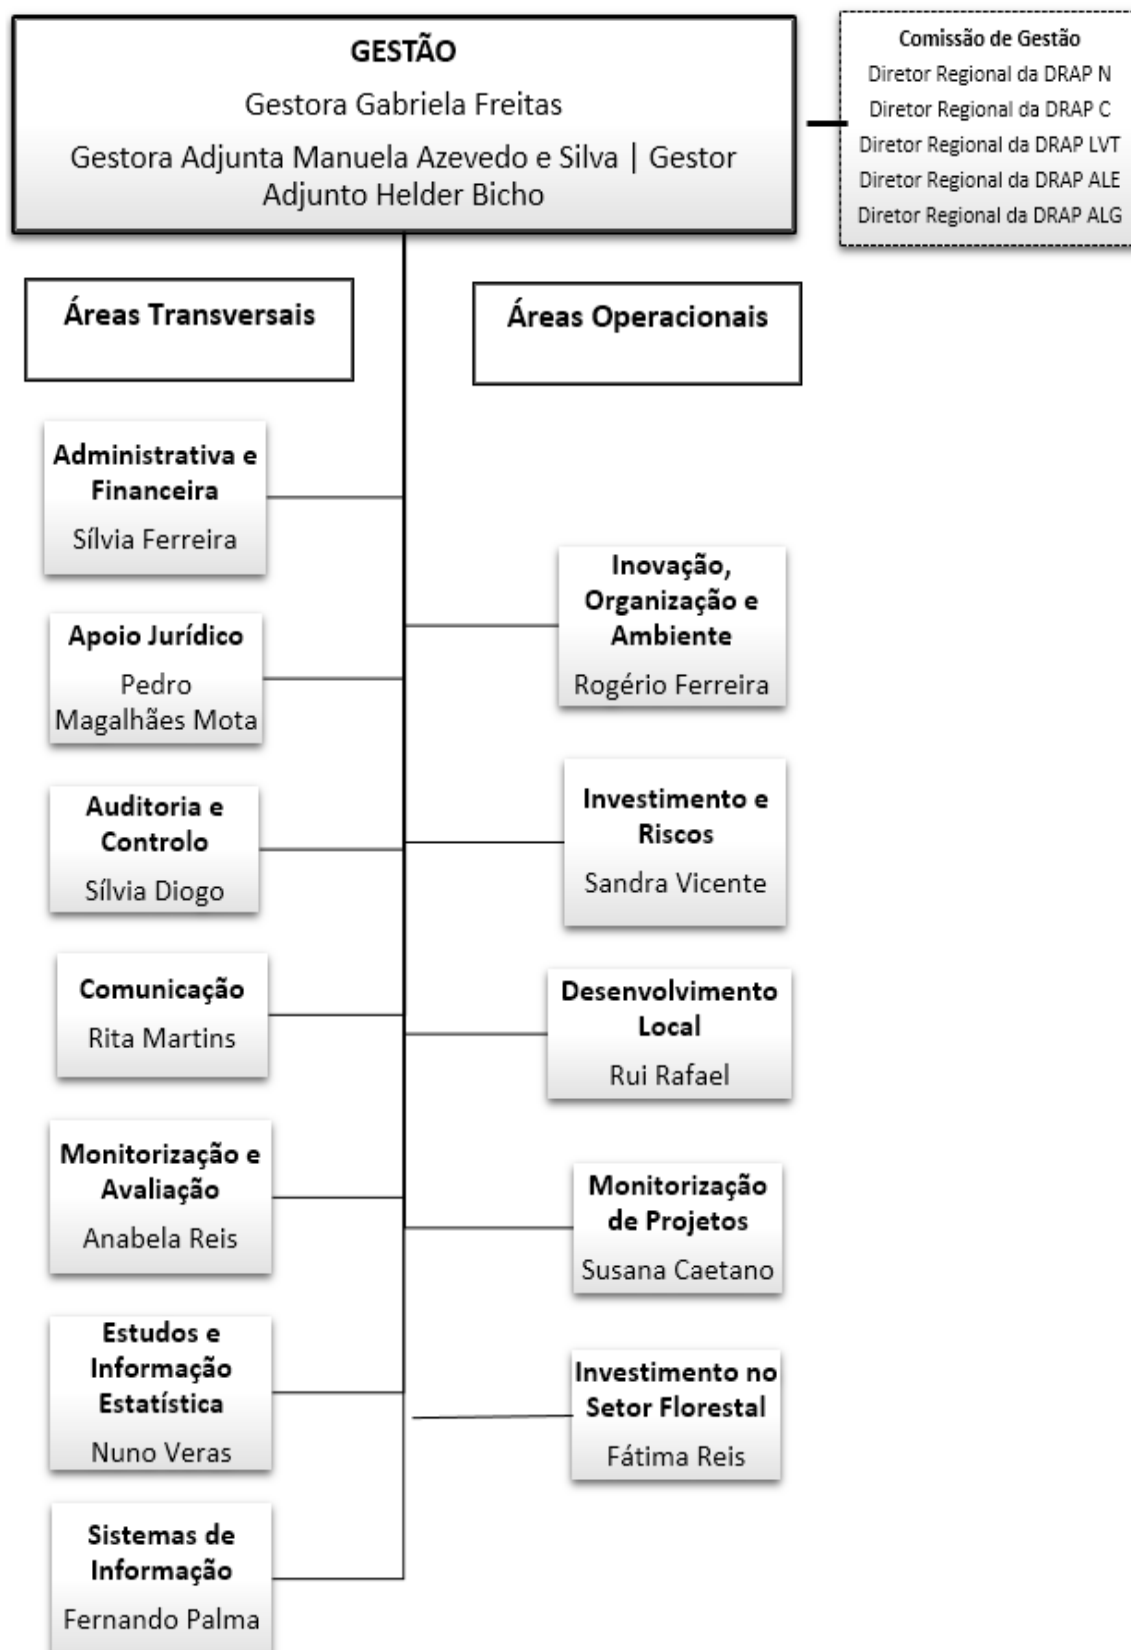 GESTÃO
Gestora Gabriela Freitas
Gestora Adjunta Manuela Azevedo e Silva | Gestor
Adjunto Helder Bicho
Comissão de Gestão
Diretor Regional da DRAP N
Diretor Regional da DRAP C
Diretor Regional da DRAP LVT
Diretor Regional da DRAP ALE
Diretor Regional da DRAP ALG
Áreas Transversais
Administrativa e
Financeira
Sílvia Ferreira
Apoio Jurídico
Pedro
Magalhães Mota
Auditoria e
Controlo
Sílvia Diogo
Comunicação
Rita Martins
Monitorização e
Avaliação
Anabela Reis
Estudos e
Informação
Estatística
Nuno Veras
Sistemas de
Informação
Fernando Palma
Áreas Operacionais
Inovação,
Organização e
Ambiente
Rogério Ferreira
Investimento e
Riscos
Sandra Vicente
Desenvolvimento
Local
Rui Rafael
Monitorização
de Projetos
Susana Caetano
Investimento no
Setor Florestal
Fátima Reis